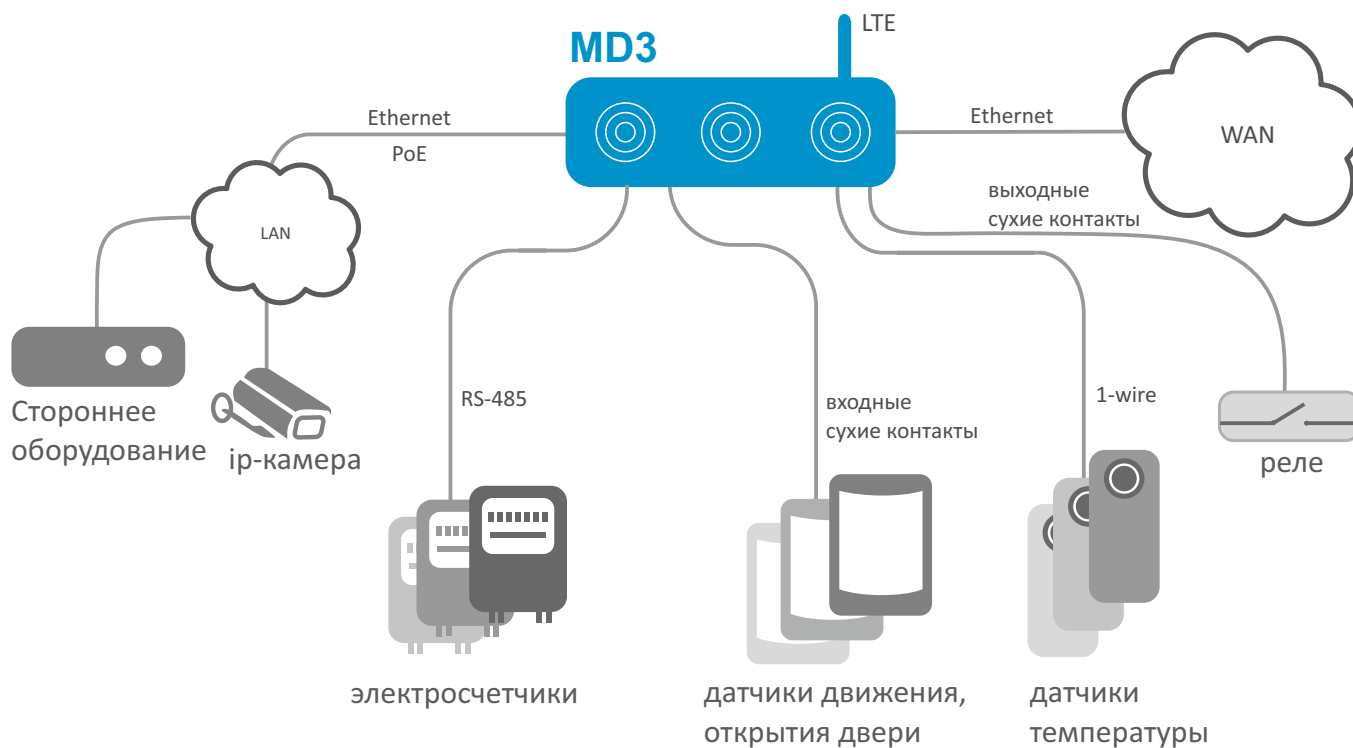 LTE
MD3
Ethernet
PoE
Ethernet
WAN
выходные
сухие контакты
LAN
RS-485
1-wire
входные
сухие контакты
Стороннее
оборудование
ip-камера
реле
электросчетчики
датчики движения,
открытия двери
датчики
температуры